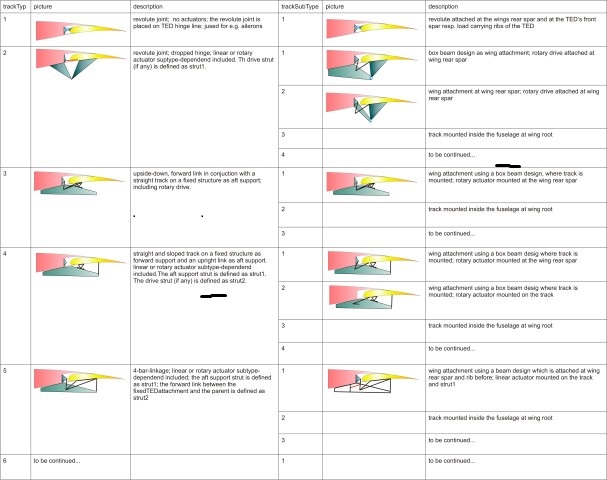 trackTyp picture description trackSubType picture description
1
revolute joint; no actuators; the revolute joint is
placed on TED hinge line; jused for e.g. ailerons
1
revolute attached at the wings rear spar and at the TED's front
spar resp. load carrying ribs of the TED
2
revolute joint; dropped hinge; linear or rotary
actuator suptype-dependend included. Th drive strut
(if any) is defined as strut1.
1
box beam design as wing attachment; rotary drive attached at
wing rear spar
2
wing attachment at wing rear spar; rotary drive attached at wing
rear spar
3
track mounted inside the fuselage at wing root
4
to be continued...
3
upside-down, forward link in conjuction with a
straight track on a fixed structure as aft support;
including rotary drive.
1
wing attachment using a box beam design, where track is
mounted; rotary actuator mounted at the wing rear spar
2
track mounted inside the fuselage at wing root
3
to be continued...
4
straight and sloped track on a fixed structure as
forward support and an upright link as aft support.
linear or rotary actuator subtype-dependend
included.The aft support strut is defined as strut1.
The drive strut (if any) is defined as strut2.
1
wing attachment using a box beam desig where track is
mounted; rotary actuator mounted at the wing rear spar
2
wing attachment using a box beam desig where track is
mounted; rotary actuator mounted on the track
3
track mounted inside the fuselage at wing root
4
to be continued...
5
4-bar-linkage; linear or rotary actuator subtype-
dependend included; the aft support strut is defined
as strut1; the forward link between the
fixedTEDattachment and the parent is defined as
strut2
1
wing attachment using a beam design which is attached at wing
rear spar and rib before; linear actuator mounted on the track
and strut1
2
track mounted inside the fuselage at wing root
3
to be continued...
6
to be continued...
1
to be continued...